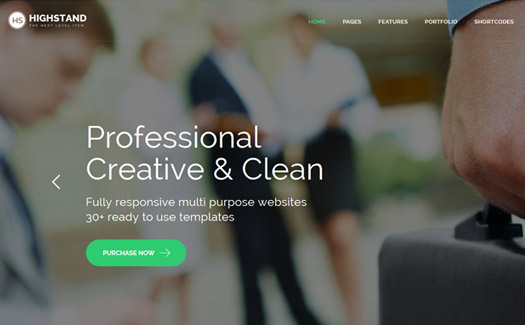 HS HIGHSTAND
THE NEXT LEVEL ITEM
HOME PAGES FEATURES PORTFOLIO SHORTCODES
Professional
Creative & Clean
Fully responsive multi purpose websites
30+ ready to use templates
PURCHASE NOW